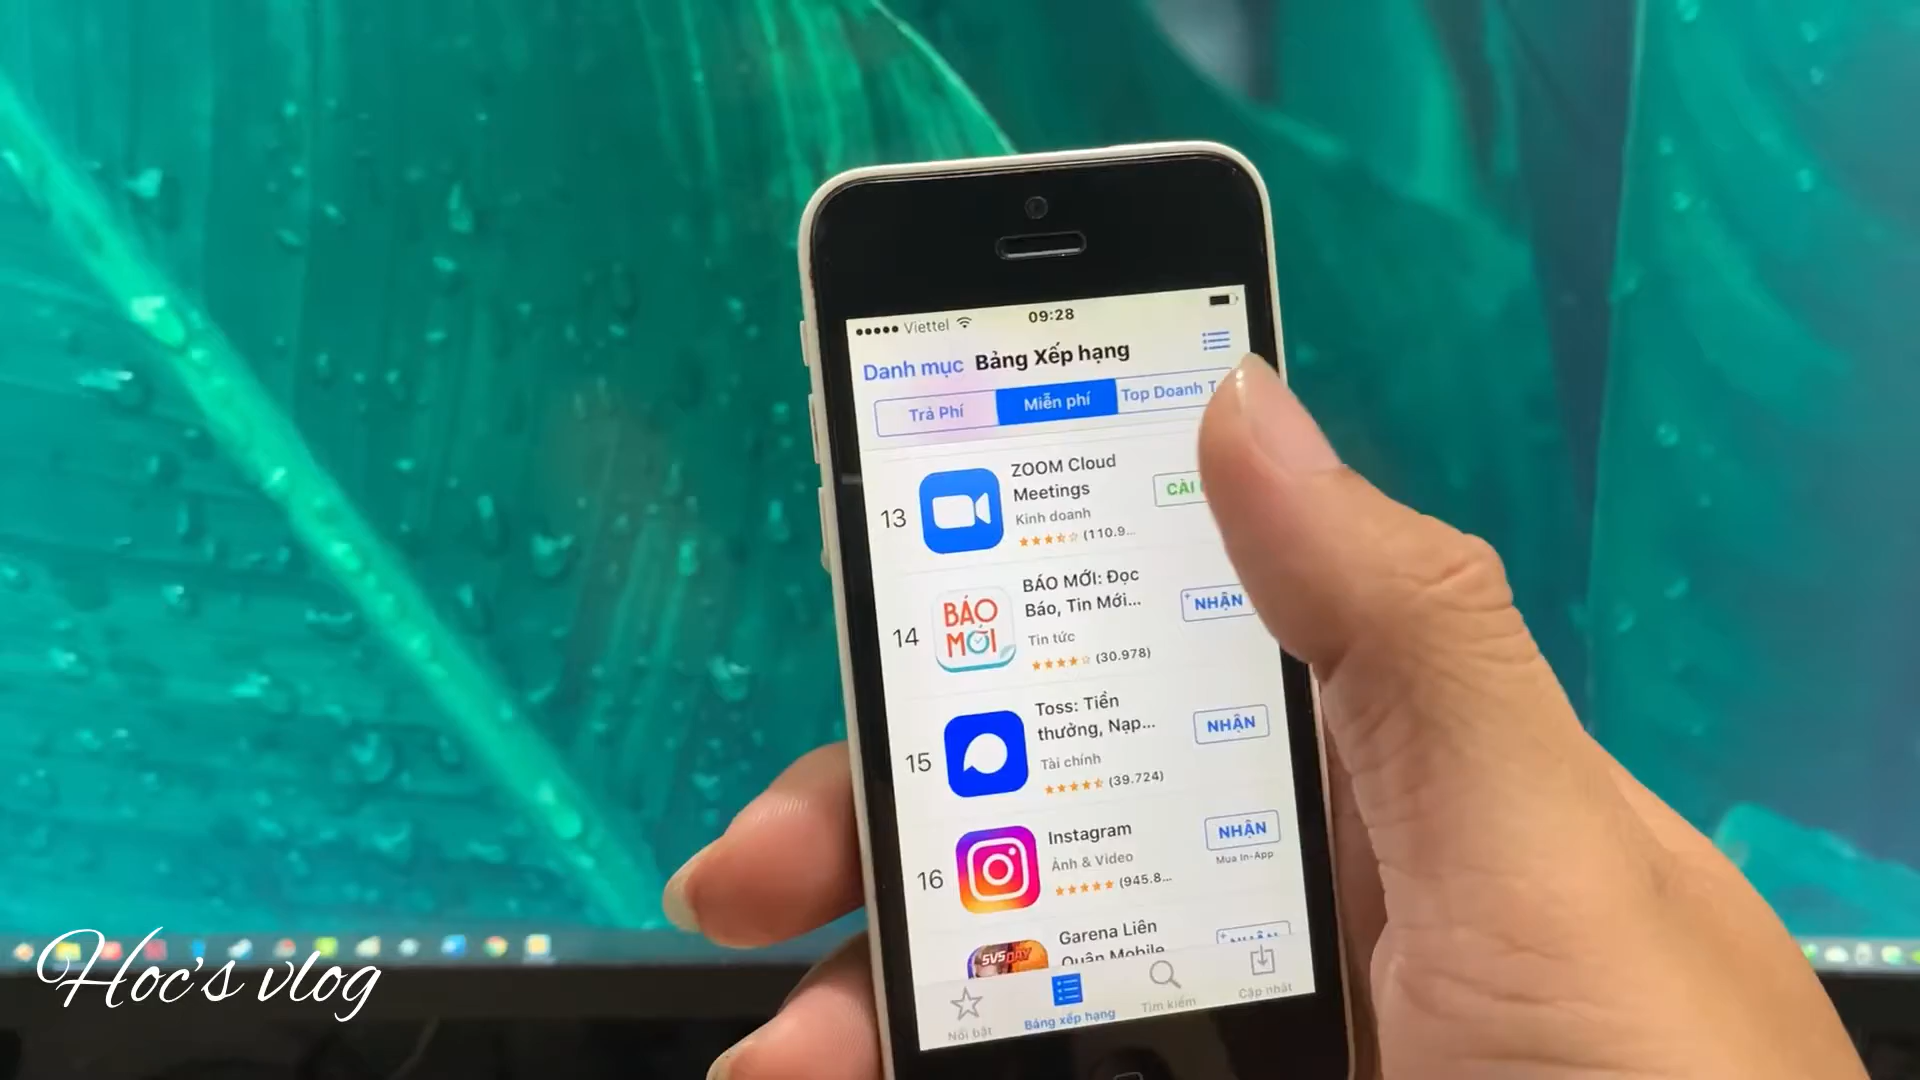 Viettel
09:28
Danh mục Bảng Xếp hạng
Trả Phí Miễn phí Top Doanh T
13
ZOOM Cloud
Meetings
Kinh doanh
(110.9...
CÀI
14
BÁO
MỚI
BÁO MỚI: Đọc
Báo, Tin Mới...
Tin tức
(30.978)
NHẬN
15
Toss: Tiền
thưởng, Nạp...
Tài chính
(39.724)
NHẬN
16
Instagram
Ảnh & Video
(945.8...
NHẬN
Mua In-App
5V5
Garena Liên
Quân Mobile
NHẬN
Nổi bật Bảng xếp hạng Tìm kiếm Cập nhật
Hoc's vlog